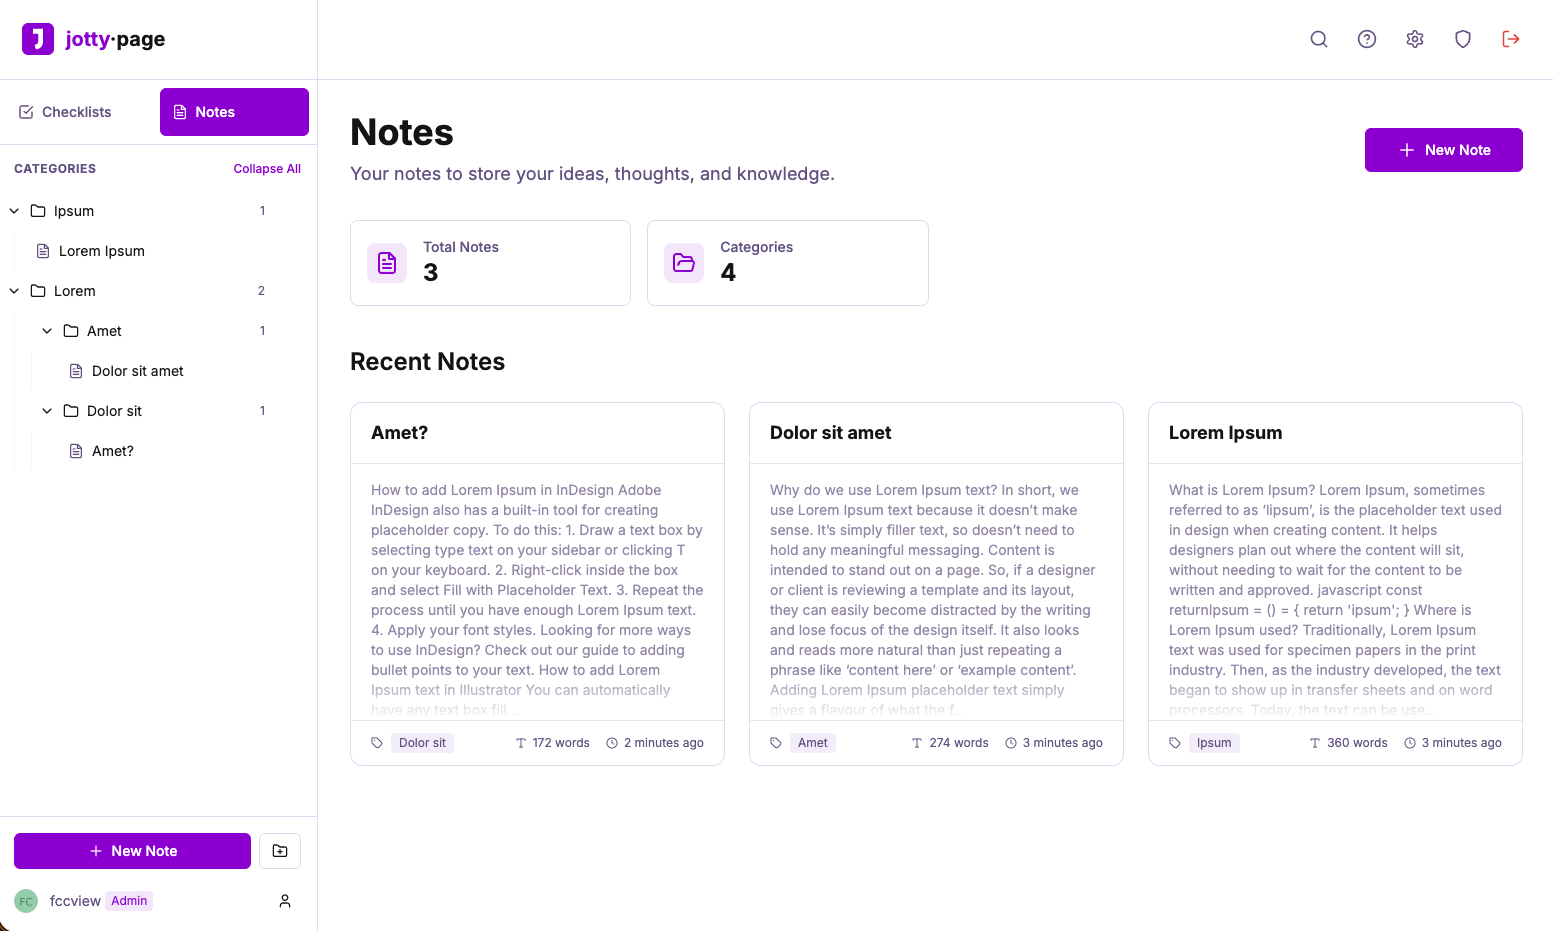 jotty·page
Checklists
Notes
CATEGORIES
Collapse All
Ipsum
1
Lorem Ipsum
Lorem
2
Amet
1
Dolor sit amet
Dolor sit
1
Amet?
New Note
FC
fccview
Admin
Notes
Your notes to store your ideas, thoughts, and knowledge.
New Note
Total Notes
3
Categories
4
Recent Notes
Amet?
How to add Lorem Ipsum in InDesign Adobe
InDesign also has a built-in tool for creating
placeholder copy. To do this: 1. Draw a text box by
selecting type text on your sidebar or clicking T
on your keyboard. 2. Right-click inside the box
and select Fill with Placeholder Text. 3. Repeat the
process until you have enough Lorem Ipsum text.
4. Apply your font styles. Looking for more ways
to use InDesign? Check out our guide to adding
bullet points to your text. How to add Lorem
Ipsum text in Illustrator You can automatically
have any text box fill...
Dolor sit
172 words
2 minutes ago
Dolor sit amet
Why do we use Lorem Ipsum text? In short, we
use Lorem Ipsum text because it doesn’t make
sense. It’s simply filler text, so doesn’t need to
hold any meaningful messaging. Content is
intended to stand out on a page. So, if a designer
or client is reviewing a template and its layout,
they can easily become distracted by the writing
and lose focus of the design itself. It also looks
and reads more natural than just repeating a
phrase like ‘content here’ or ‘example content’.
Adding Lorem Ipsum placeholder text simply
gives a flavour of what the f...
Amet
274 words
3 minutes ago
Lorem Ipsum
What is Lorem Ipsum? Lorem Ipsum, sometimes
referred to as ‘lipsum’, is the placeholder text used
in design when creating content. It helps
designers plan out where the content will sit,
without needing to wait for the content to be
written and approved. javascript const
returnIpsum = () = { return 'ipsum'; } Where is
Lorem Ipsum used? Traditionally, Lorem Ipsum
text was used for specimen papers in the print
industry. Then, as the industry developed, the text
began to show up in transfer sheets and on word
processors. Today, the text can be use...
Ipsum
360 words
3 minutes ago